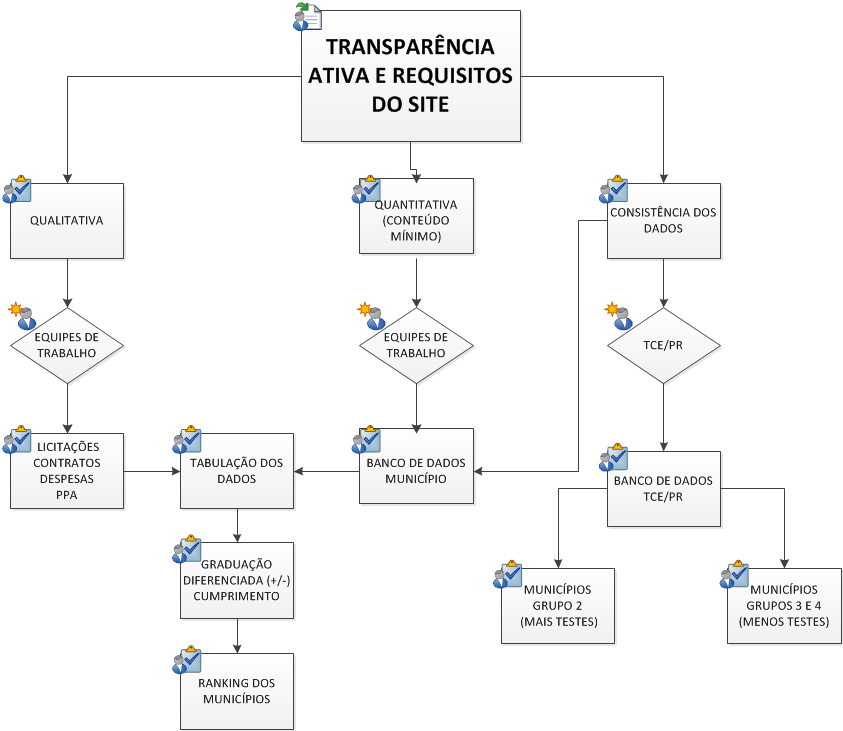 TRANSPARÊNCIA
ATIVA E REQUISITOS
DO SITE
QUALITATIVA
QUANTITATIVA
(CONTEÚDO
MÍNIMO)
CONSISTÊNCIA DOS
DADOS
EQUIPES DE
TRABALHO
EQUIPES DE
TRABALHO
TCE/PR
LICITAÇÕES
CONTRATOS
DESPESAS
PPA
TABULAÇÃO DOS
DADOS
BANCO DE DADOS
MUNICÍPIO
BANCO DE DADOS
TCE/PR
GRADUAÇÃO
DIFERENCIADA (+/-)
CUMPRIMENTO
MUNICÍPIOS
GRUPO 2
(MAIS TESTES)
MUNICÍPIOS
GRUPOS 3 E 4
(MENOS TESTES)
RANKING DOS
MUNICÍPIOS